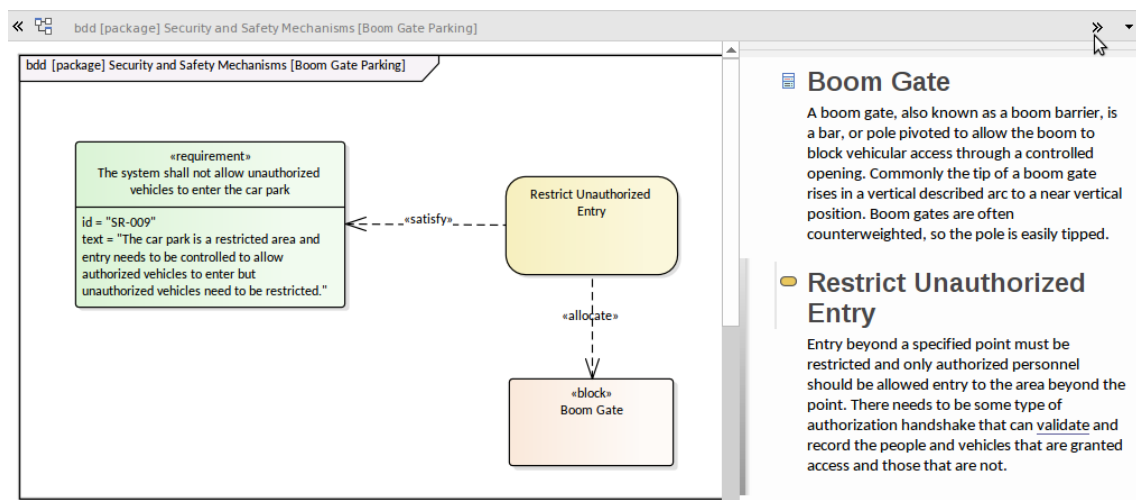 bdd [package] Security and Safety Mechanisms [Boom Gate Parking]
bdd [package] Security and Safety Mechanisms [Boom Gate Parking]
«requirement»
The system shall not allow unauthorized
vehicles to enter the car park
id = "SR-009"
text = "The car park is a restricted area and
entry needs to be controlled to allow
authorized vehicles to enter but
unauthorized vehicles need to be restricted."
«satisfy»
Restrict Unauthorized
Entry
«allocate»
«block»
Boom Gate
Boom Gate
A boom gate, also known as a boom barrier, is
a bar, or pole pivoted to allow the boom to
block vehicular access through a controlled
opening. Commonly the tip of a boom gate
rises in a vertical described arc to a near vertical
position. Boom gates are often
counterweighted, so the pole is easily tipped.
Restrict Unauthorized
Entry
Entry beyond a specified point must be
restricted and only authorized personnel
should be allowed entry to the area beyond the
point. There needs to be some type of
authorization handshake that can validate and
record the people and vehicles that are granted
access and those that are not.